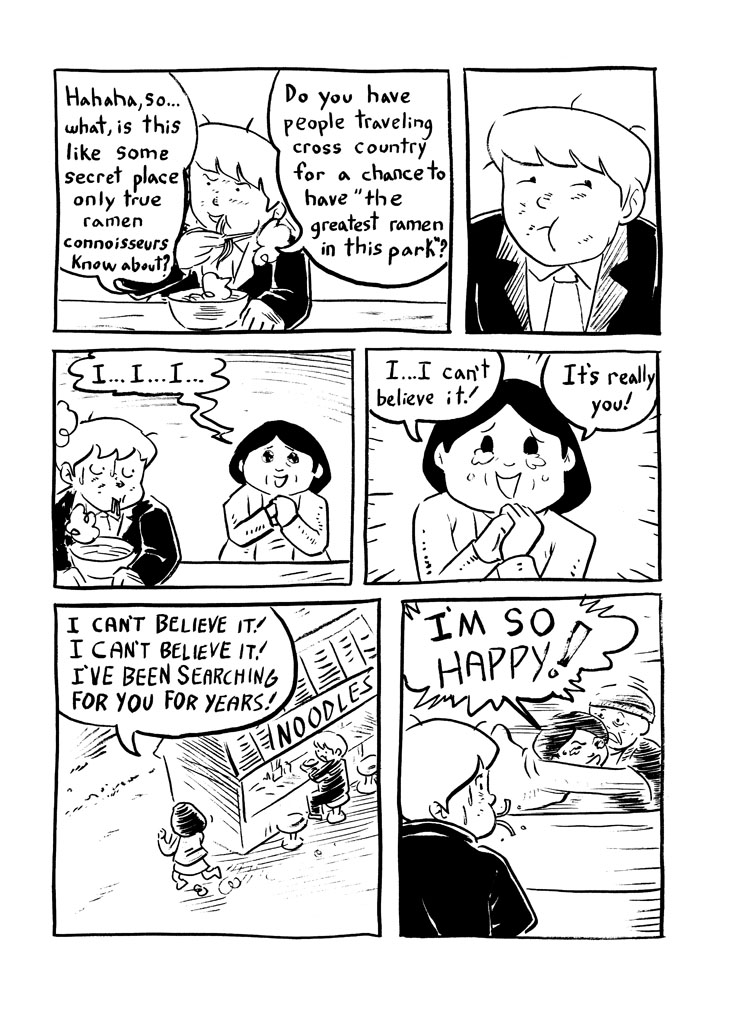 Hahaha, so...
what, is this
like some
secret place
only true
ramen
connoisseurs
know about?
Do you have
people traveling
cross country
for a chance to
have "the
greatest ramen
in this park"?
I... I... I...
I...I can't
believe it!
It's really
you!
I CAN'T BELIEVE IT!
I CAN'T BELIEVE IT!
I'VE BEEN SEARCHING
FOR YOU FOR YEARS!
NOODLES
I'M SO
HAPPY!